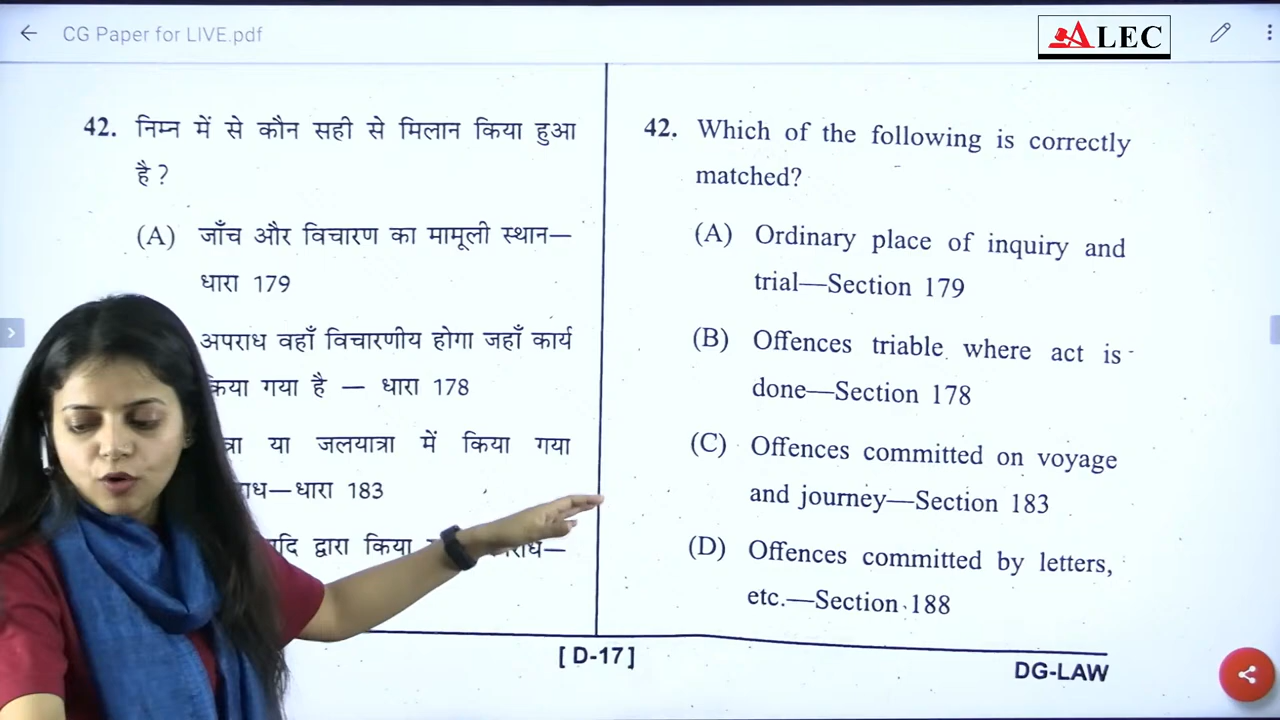 CG Paper for LIVE.pdf
ALEC
42. निम्न में से कौन सही से मिलान किया हुआ
है ?
(A) जाँच और विचारण का मामूली स्थान—
धारा 179
अपराध वहाँ विचारणीय होगा जहाँ कार्य
किया गया है — धारा 178
या जलयात्रा में किया गया
धारा 183
द्वारा किया
42. Which of the following is correctly
matched?
(A) Ordinary place of inquiry and
trial—Section 179
(B) Offences triable where act is
done—Section 178
(C) Offences committed on voyage
and journey—Section 183
(D) Offences committed by letters,
etc.—Section 188
[ D-17 ]
DG-LAW